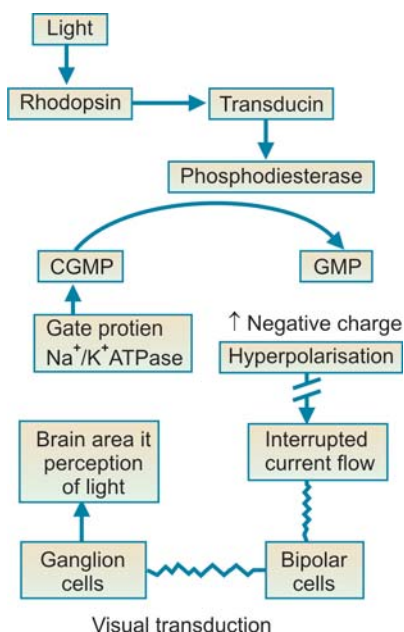 Light
Rhodopsin
Transducin
Phosphodiesterase
CGMP
GMP
Gate protien
Na+/K+ATPase
↑ Negative charge
Hyperpolarisation
Brain area it
perception
of light
Interrupted
current flow
Ganglion
cells
Bipolar
cells
Visual transduction